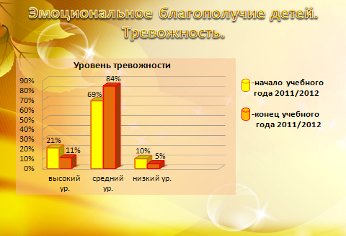 Эмоциональное благополучие детей.
Тревожность.
Уровень тревожности
90%
80%
70%
60%
50%
40%
30%
20%
10%
0%
21%
11%
69%
84%
10%
5%
высокий
ур.
средний
ур.
низкий ур.
-начало учебного
года 2011/2012
-конец учебного
года 2011/2012